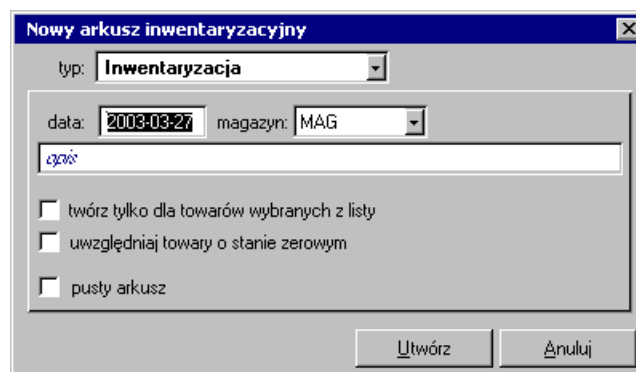 Nowy arkusz inwentaryzacyjny
typ: Inwentaryzacja
data: 2003-03-27 magazyn: MAG
opis
twórz tylko dla towarów wybranych z listy
uwzględniaj towary o stanie zerowym
pusty arkusz
Utwórz Anuluj